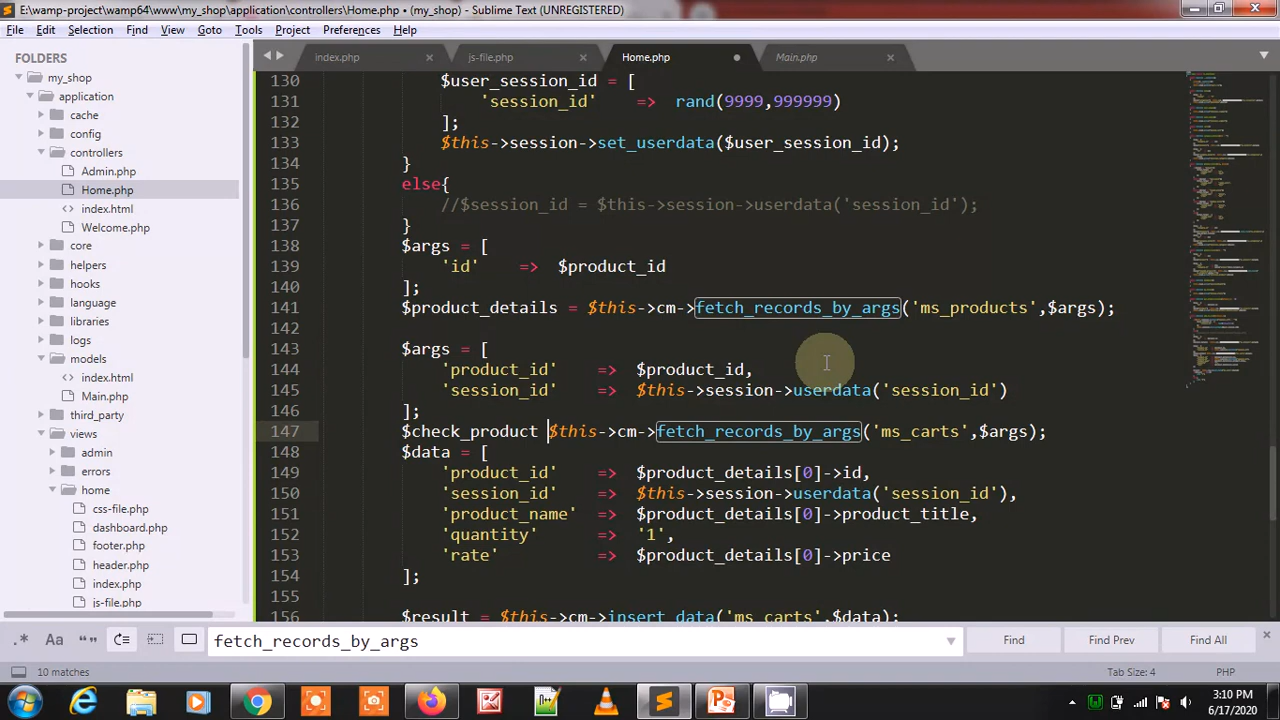 E:\wamp-project\wamp64\www\my_shop\application\controllers\Home.php • (my_shop) - Sublime Text (UNREGISTERED)
File Edit Selection Find View Goto Tools Project Preferences Help
FOLDERS
my_shop
application
cache
config
controllers
Admin.php
Home.php
index.html
Welcome.php
core
helpers
hooks
language
libraries
logs
models
index.html
Main.php
third_party
views
admin
errors
home
css-file.php
dashboard.php
footer.php
header.php
index.php
js-file.php
index.php js-file.php Home.php Main.php
130 $user_session_id = [
131 'session_id' => rand(9999,999999)
132 ];
133 $this->session->set_userdata($user_session_id);
134 }
135 else{
136 //$session_id = $this->session->userdata('session_id');
137 }
138 $args = [
139 'id' => $product_id
140 ];
141 $product_details = $this->cm->fetch_records_by_args('ms_products',$args);
142
143 $args = [
144 'product_id' => $product_id,
145 'session_id' => $this->session->userdata('session_id')
146 ];
147 $check_product $this->cm->fetch_records_by_args('ms_carts',$args);
148 $data = [
149 'product_id' => $product_details[0]->id,
150 'session_id' => $this->session->userdata('session_id'),
151 'product_name' => $product_details[0]->product_title,
152 'quantity' => '1',
153 'rate' => $product_details[0]->price
154 ];
155
156 $result = $this->cm->insert_data('ms_carts',$data);
.* Aa “” fetch_records_by_args Find Find Prev Find All
10 matches Tab Size: 4 PHP
3:10 PM
6/17/2020